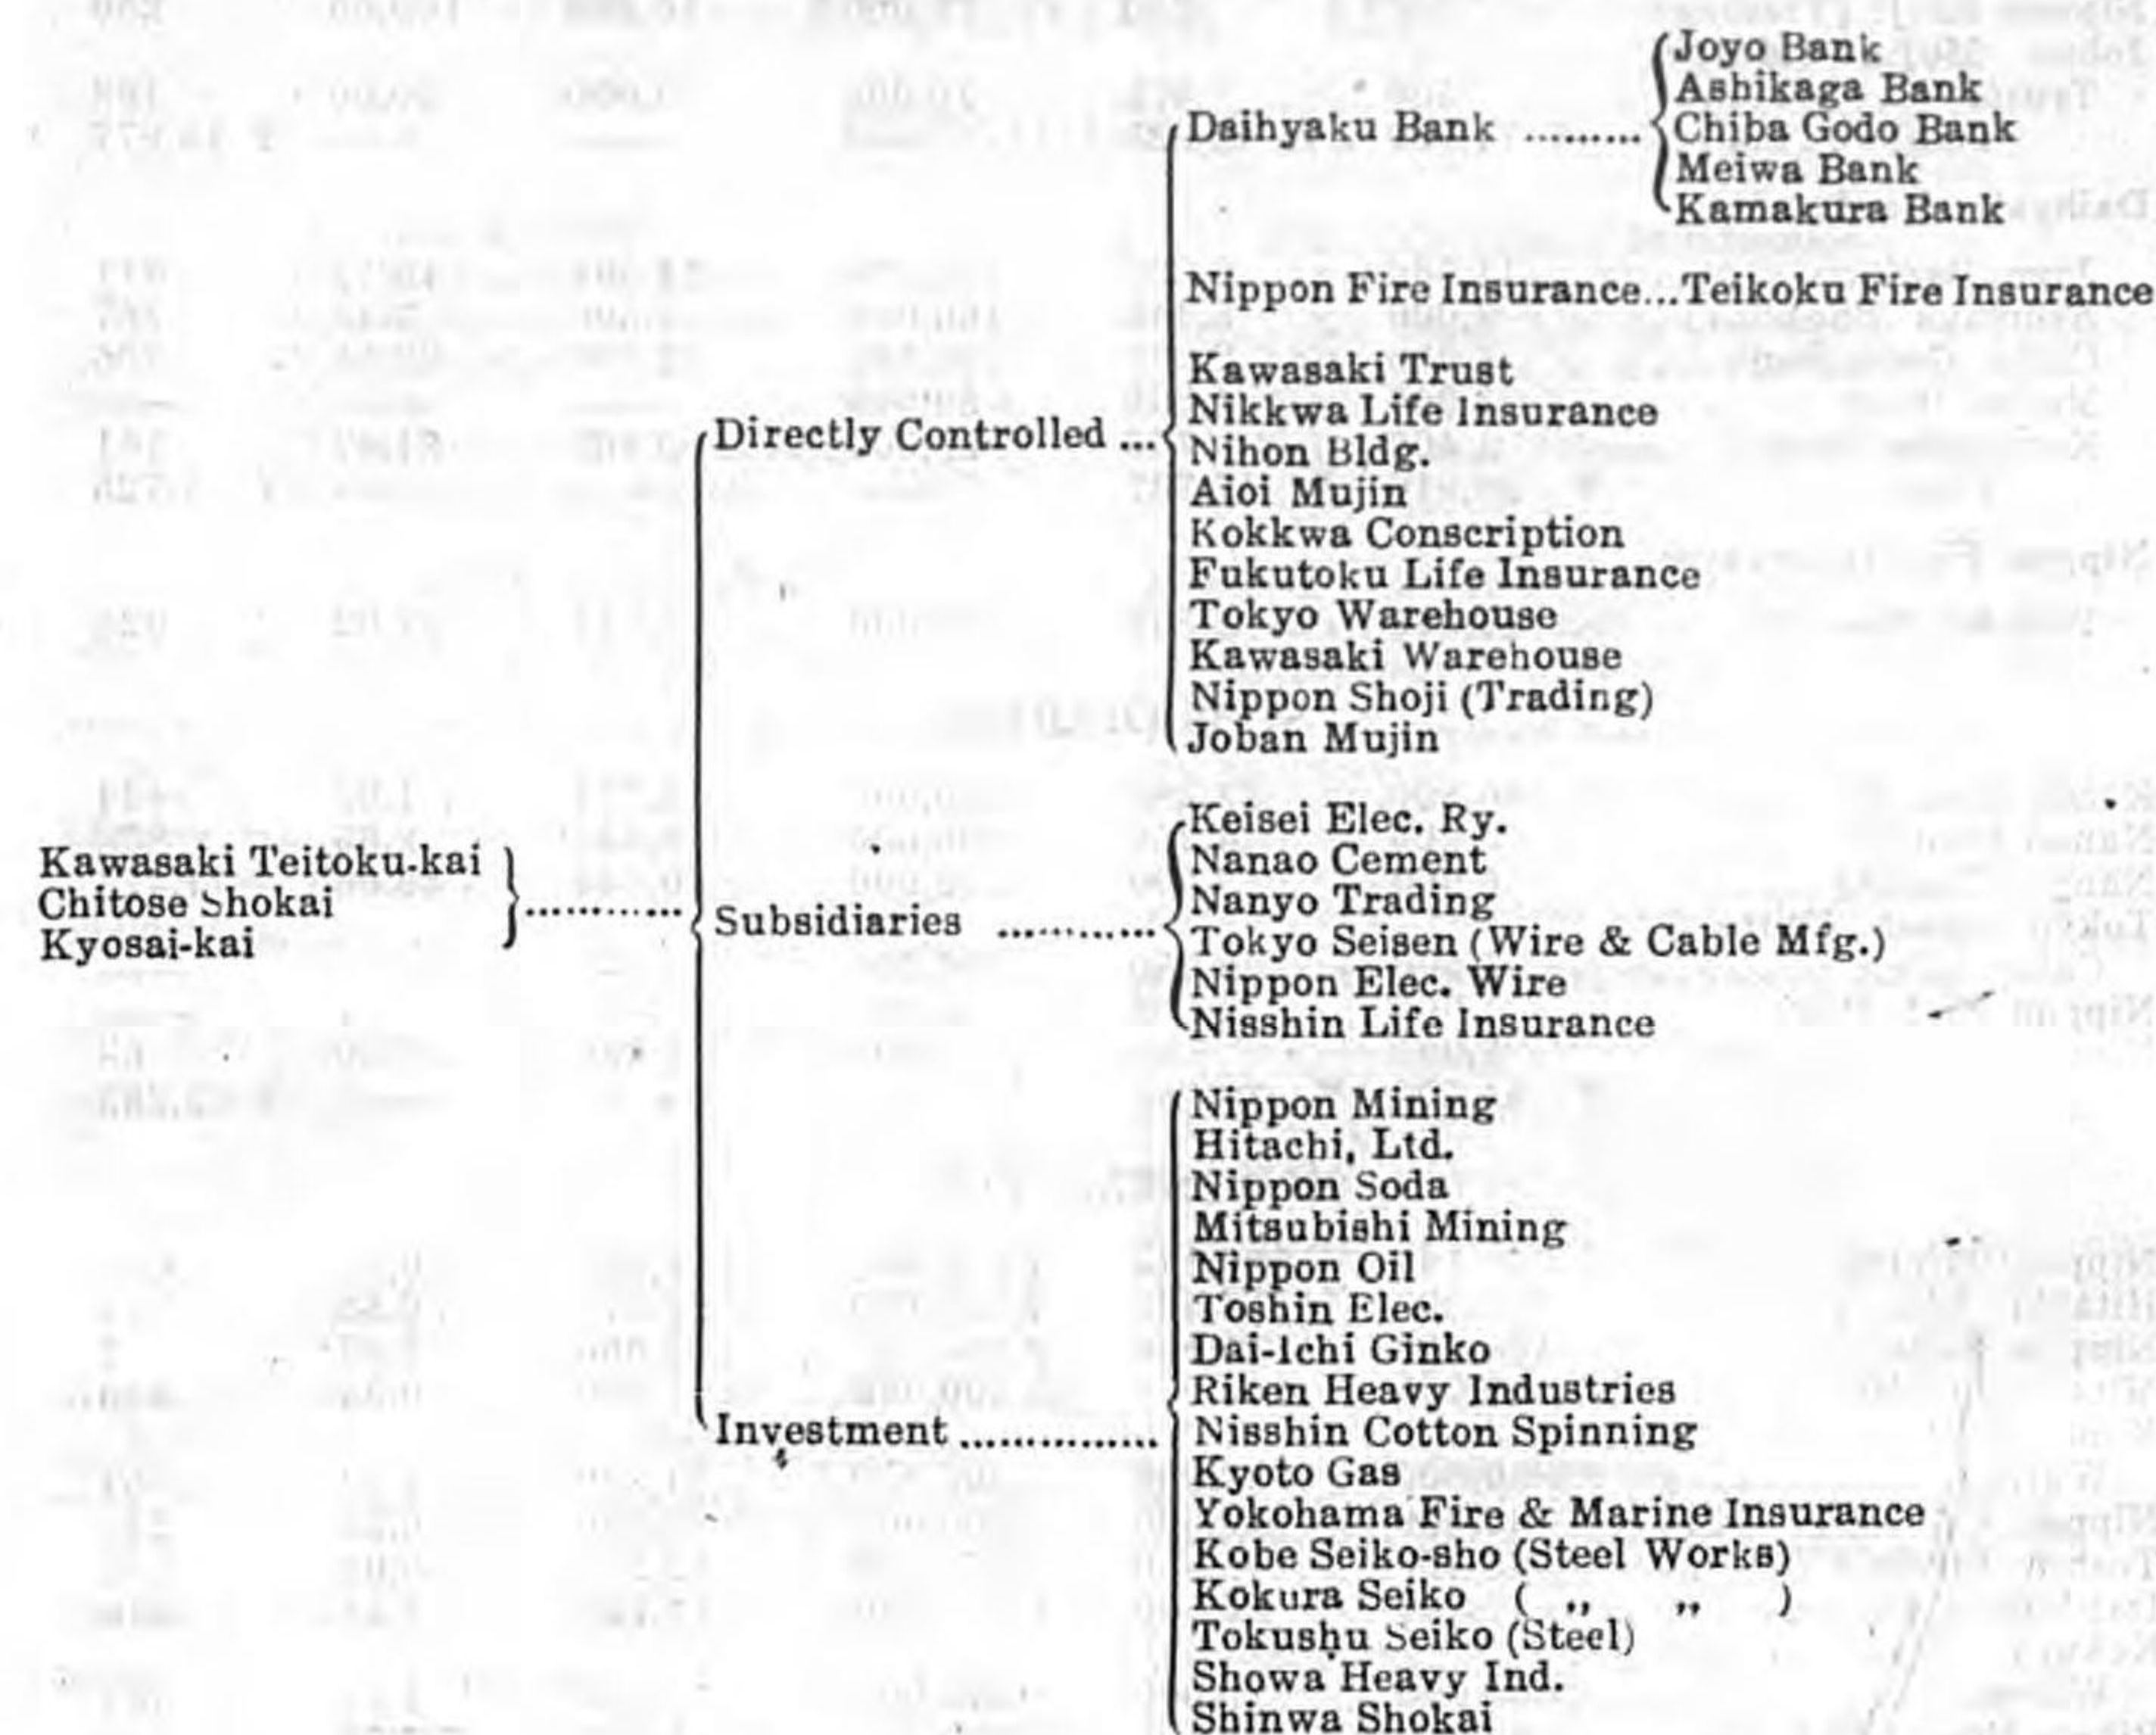 Kawasaki Teitoku-kai
Chitose Shokai
Kyosai-kai
Directly Controlled ...
Daihyaku Bank .........
Joyo Bank
Ashikaga Bank
Chiba Godo Bank
Meiwa Bank
Kamakura Bank
Nippon Fire Insurance...Teikoku Fire Insurance
Kawasaki Trust
Nikkwa Life Insurance
Nihon Bldg.
Aioi Mujin
Kokkwa Conscription
Fukutoku Life Insurance
Tokyo Warehouse
Kawasaki Warehouse
Nippon Shoji (Trading)
Joban Mujin
Subsidiaries ............
Keisei Elec. Ry.
Nanao Cement
Nanyo Trading
Tokyo Seisen (Wire & Cable Mfg.)
Nippon Elec. Wire
Nisshin Life Insurance
Investment ...............
Nippon Mining
Hitachi, Ltd.
Nippon Soda
Mitsubishi Mining
Nippon Oil
Toshin Elec.
Dai-Ichi Ginko
Riken Heavy Industries
Nisshin Cotton Spinning
Kyoto Gas
Yokohama Fire & Marine Insurance
Kobe Seiko-sho (Steel Works)
Kokura Seiko ( ,, ,, )
Tokushu Seiko (Steel)
Showa Heavy Ind.
Shinwa Shokai